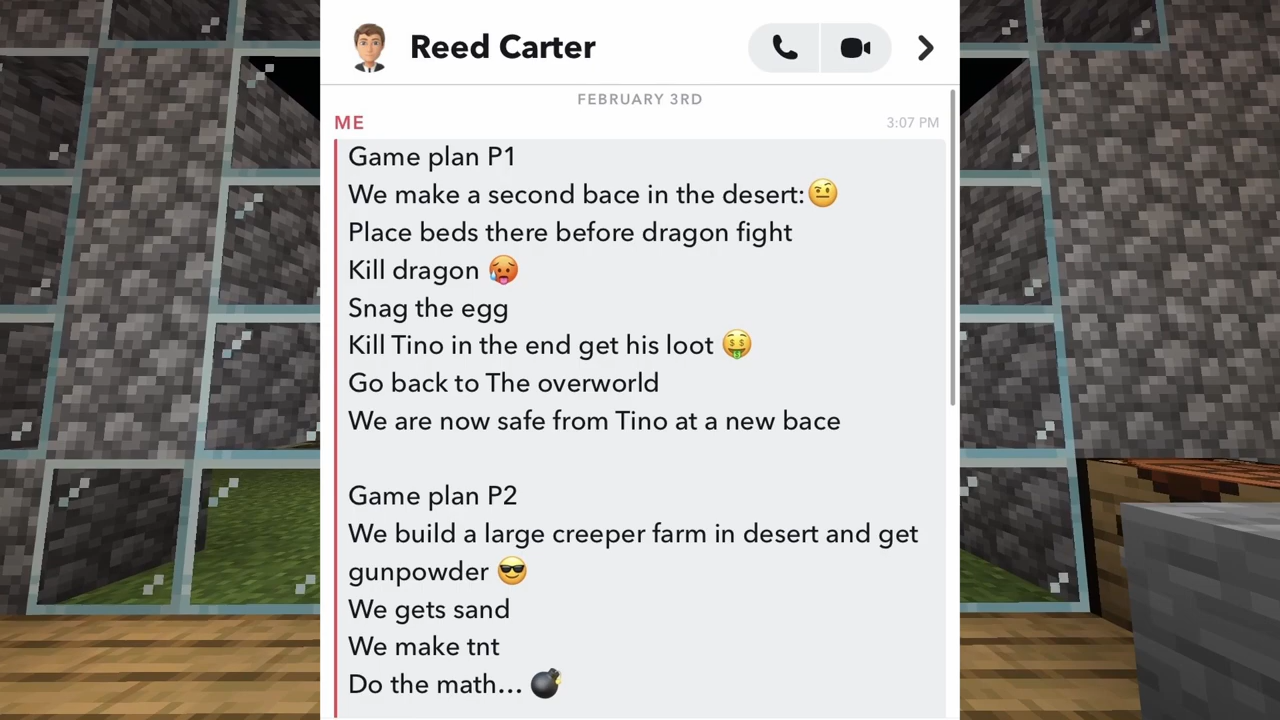 Reed Carter
FEBRUARY 3RD
ME
3:07 PM
Game plan P1
We make a second bace in the desert:🤨
Place beds there before dragon fight
Kill dragon 🥵
Snag the egg
Kill Tino in the end get his loot 🤑
Go back to The overworld
We are now safe from Tino at a new bace
Game plan P2
We build a large creeper farm in desert and get
gunpowder 😎
We gets sand
We make tnt
Do the math... 💣